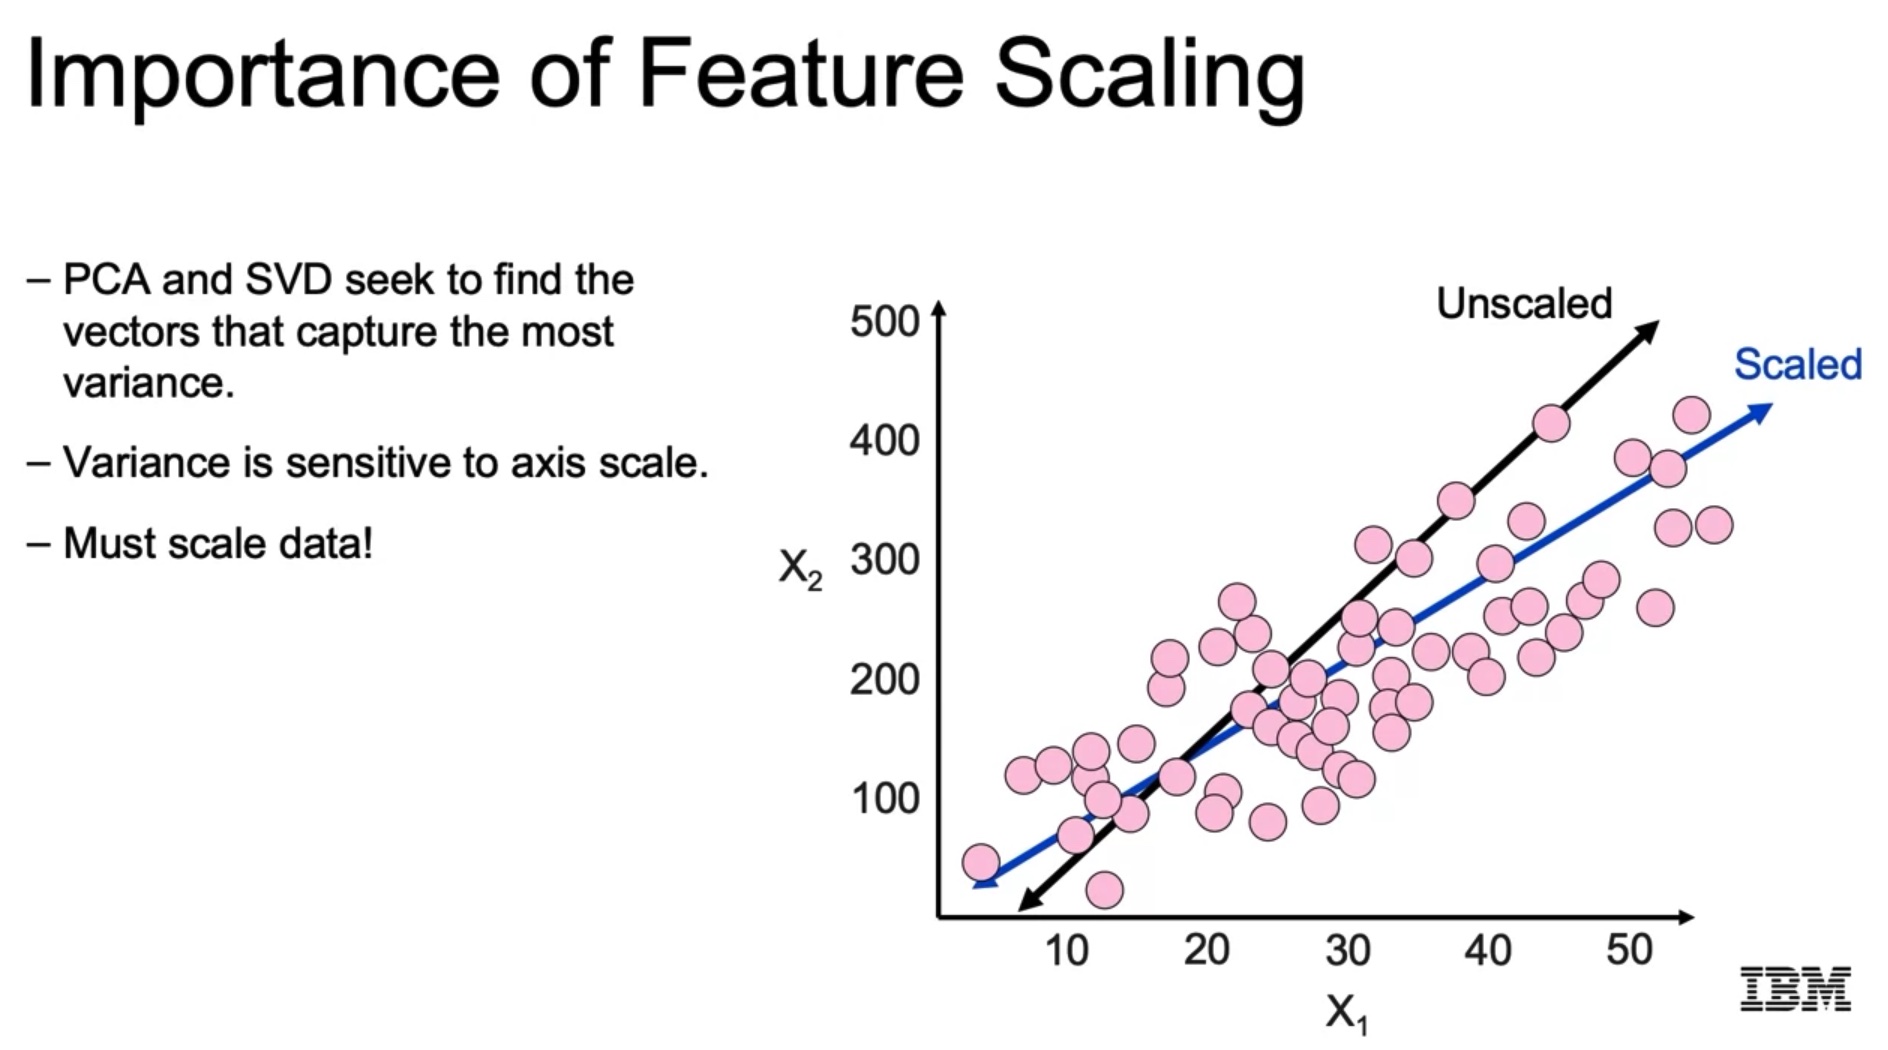 Importance of Feature Scaling
– PCA and SVD seek to find the
vectors that capture the most
variance.
– Variance is sensitive to axis scale.
– Must scale data!
Unscaled
Scaled
500
400
300
200
100
X₂
10 20 30 40 50
X₁
IBM